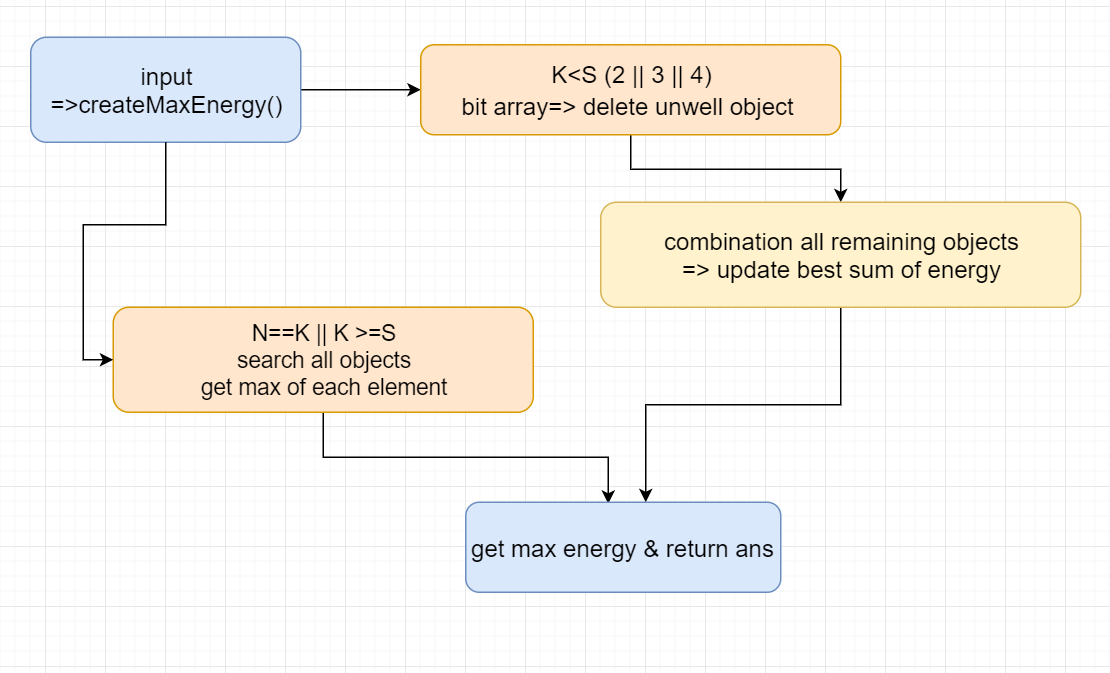 input
=>createMaxEnergy()
K<S (2 || 3 || 4)
bit array=> delete unwell object
combination all remaining objects
=> update best sum of energy
N==K || K >=S
search all objects
get max of each element
get max energy & return ans